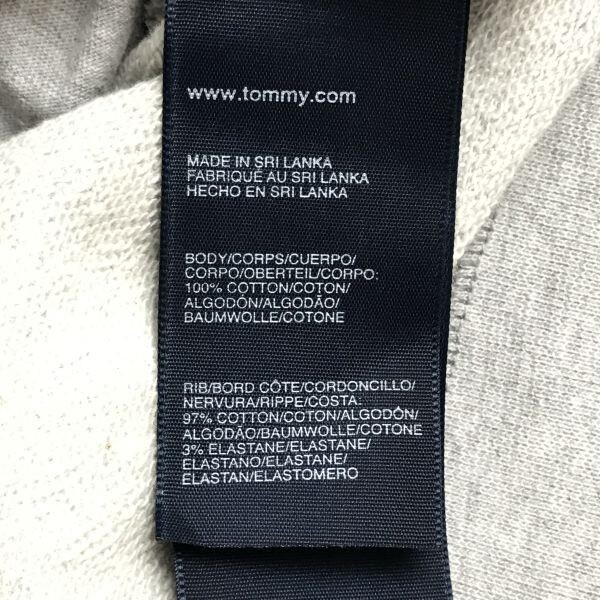 www.tommy.com
MADE IN SRI LANKA
FABRIQUÉ AU SRI LANKA
HECHO EN SRI LANKA
BODY/CORPS/CUERPO/
CORPO/OBERTEIL/CORPO:
100% COTTON/COTON/
ALGODÓN/ALGODÃO/
BAUMWOLLE/COTONE
RIB/BORD CÔTE/CORDONCILLO/
NERVURA/RIPPE/COSTA:
97% COTTON/COTON/ALGODÓN/
ALGODÃO/BAUMWOLLE/COTONE
3% ELASTANE/ELASTANE/
ELASTANO/ELASTANE/
ELASTAN/ELASTOMERO